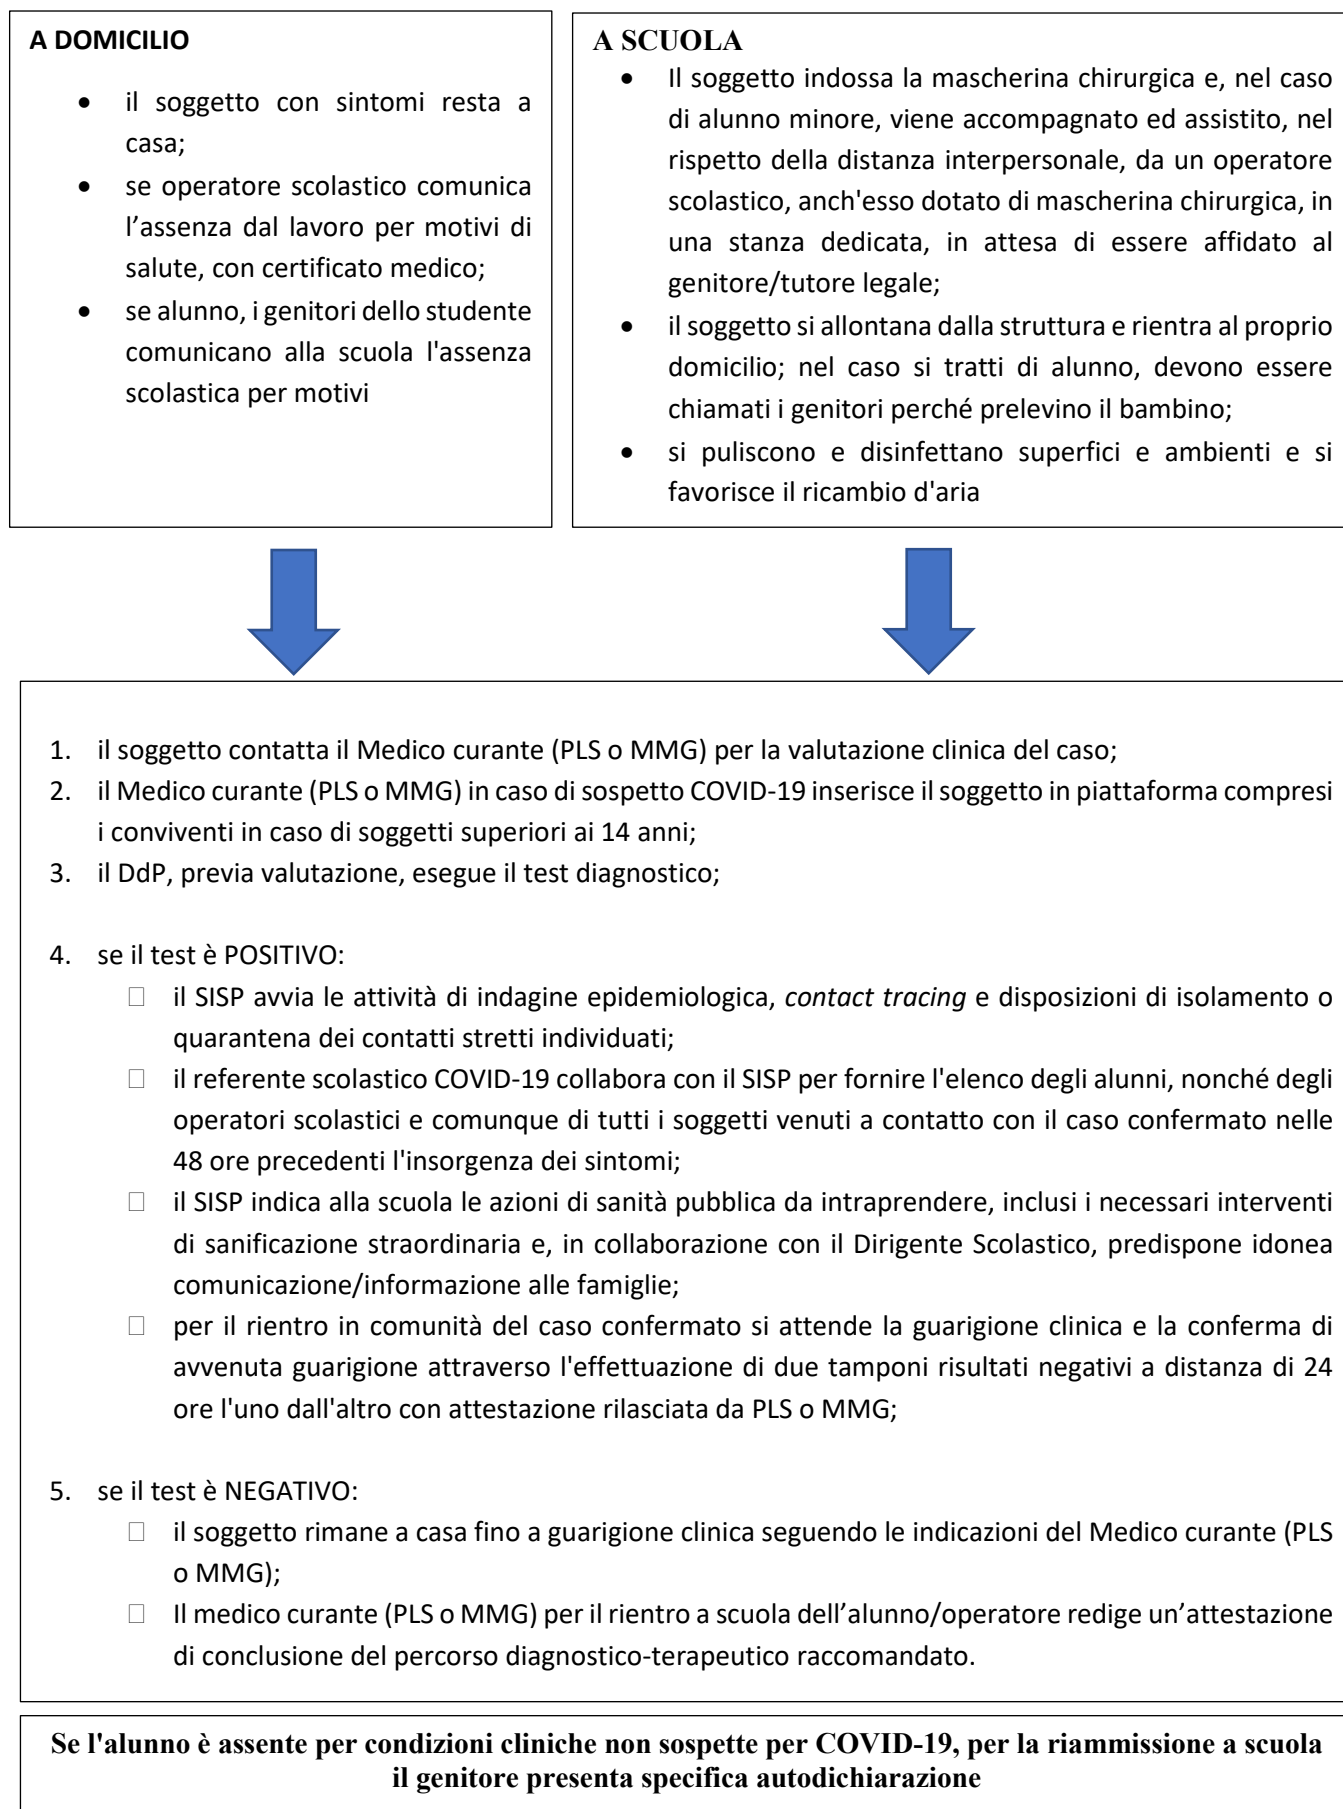 A DOMICILIO
• il soggetto con sintomi resta a
casa;
• se operatore scolastico comunica
l’assenza dal lavoro per motivi di
salute, con certificato medico;
• se alunno, i genitori dello studente
comunicano alla scuola l'assenza
scolastica per motivi
A SCUOLA
• Il soggetto indossa la mascherina chirurgica e, nel caso
di alunno minore, viene accompagnato ed assistito, nel
rispetto della distanza interpersonale, da un operatore
scolastico, anch'esso dotato di mascherina chirurgica, in
una stanza dedicata, in attesa di essere affidato al
genitore/tutore legale;
• il soggetto si allontana dalla struttura e rientra al proprio
domicilio; nel caso si tratti di alunno, devono essere
chiamati i genitori perché prelevino il bambino;
• si puliscono e disinfettano superfici e ambienti e si
favorisce il ricambio d'aria
1. il soggetto contatta il Medico curante (PLS o MMG) per la valutazione clinica del caso;
2. il Medico curante (PLS o MMG) in caso di sospetto COVID-19 inserisce il soggetto in piattaforma compresi
i conviventi in caso di soggetti superiori ai 14 anni;
3. il DdP, previa valutazione, esegue il test diagnostico;
4. se il test è POSITIVO:
□ il SISP avvia le attività di indagine epidemiologica, contact tracing e disposizioni di isolamento o
quarantena dei contatti stretti individuati;
□ il referente scolastico COVID-19 collabora con il SISP per fornire l'elenco degli alunni, nonché degli
operatori scolastici e comunque di tutti i soggetti venuti a contatto con il caso confermato nelle
48 ore precedenti l'insorgenza dei sintomi;
□ il SISP indica alla scuola le azioni di sanità pubblica da intraprendere, inclusi i necessari interventi
di sanificazione straordinaria e, in collaborazione con il Dirigente Scolastico, predispone idonea
comunicazione/informazione alle famiglie;
□ per il rientro in comunità del caso confermato si attende la guarigione clinica e la conferma di
avvenuta guarigione attraverso l'effettuazione di due tamponi risultati negativi a distanza di 24
ore l'uno dall'altro con attestazione rilasciata da PLS o MMG;
5. se il test è NEGATIVO:
□ il soggetto rimane a casa fino a guarigione clinica seguendo le indicazioni del Medico curante (PLS
o MMG);
□ Il medico curante (PLS o MMG) per il rientro a scuola dell’alunno/operatore redige un’attestazione
di conclusione del percorso diagnostico-terapeutico raccomandato.
Se l'alunno è assente per condizioni cliniche non sospette per COVID-19, per la riammissione a scuola
il genitore presenta specifica autodichiarazione